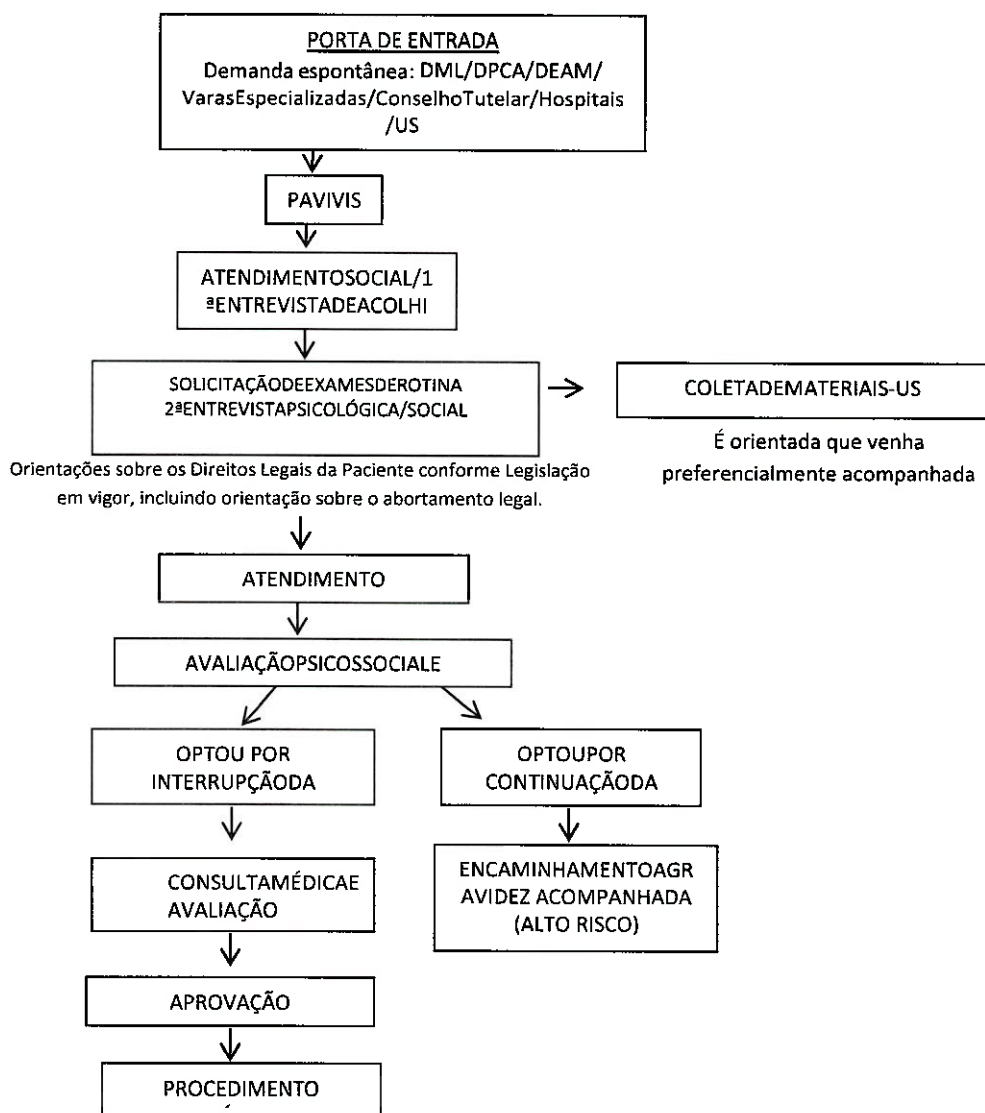 PORTA DE ENTRADA
Demanda espontânea: DML/DPCA/DEAM/
VarasEspecializadas/ConselhoTutelar/Hospitais
/US
PAVIVIS
ATENDIMENTOSOCIAL/1
ªENTREVISTADEACOLHI
SOLICITAÇÃODEEXAMESDEROTINA
2ªENTREVISTAPSICOLÓGICA/SOCIAL
COLETADEMATERIAIS-US
É orientada que venha
preferencialmente acompanhada
Orientações sobre os Direitos Legais da Paciente conforme Legislação
em vigor, incluindo orientação sobre o abortamento legal.
ATENDIMENTO
AVALIAÇÃOPSICOSSOCIALE
OPTOU POR
INTERRUPÇÃODA
OPTOUPOR
CONTINUAÇÃODA
CONSULTAMÉDICAE
AVALIAÇÃO
ENCAMINHAMENTOAGR
AVIDEZ ACOMPANHADA
(ALTO RISCO)
APROVAÇÃO
PROCEDIMENTO